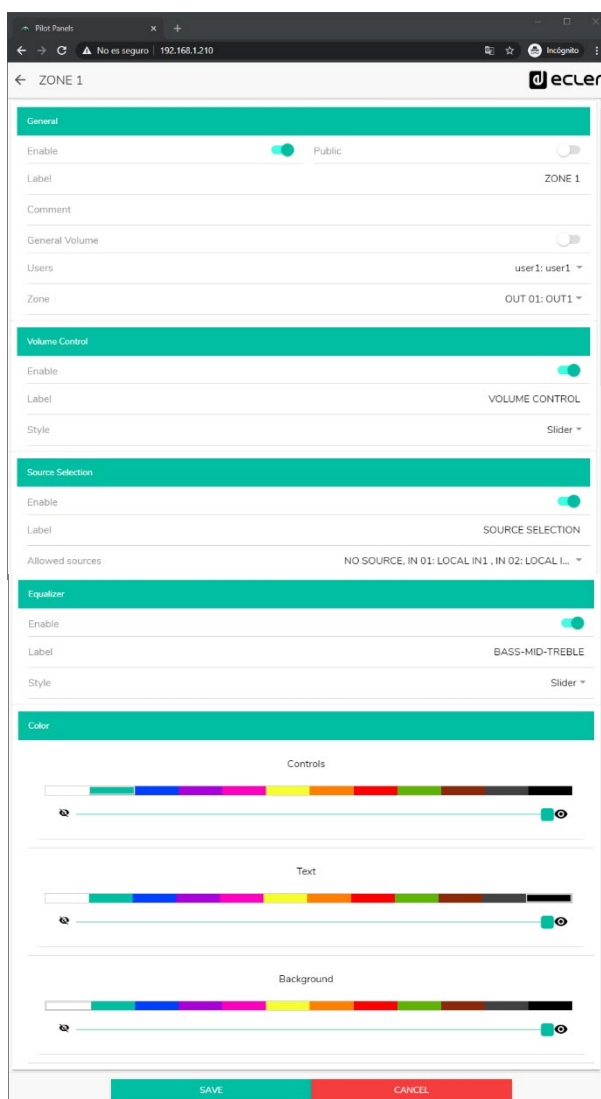 Pilot Panels
No es seguro 192.168.1.210 Incógnito
ZONE 1 ecler
General
Enable Public
Label ZONE 1
Comment
General Volume
Users user1: user1
Zone OUT 01: OUT1
Volume Control
Enable
Label VOLUME CONTROL
Style Slider
Source Selection
Enable
Label SOURCE SELECTION
Allowed sources NO SOURCE, IN 01: LOCAL IN1 , IN 02: LOCAL I...
Equalizer
Enable
Label BASS-MID-TREBLE
Style Slider
Color
Controls
Text
Background
SAVE CANCEL